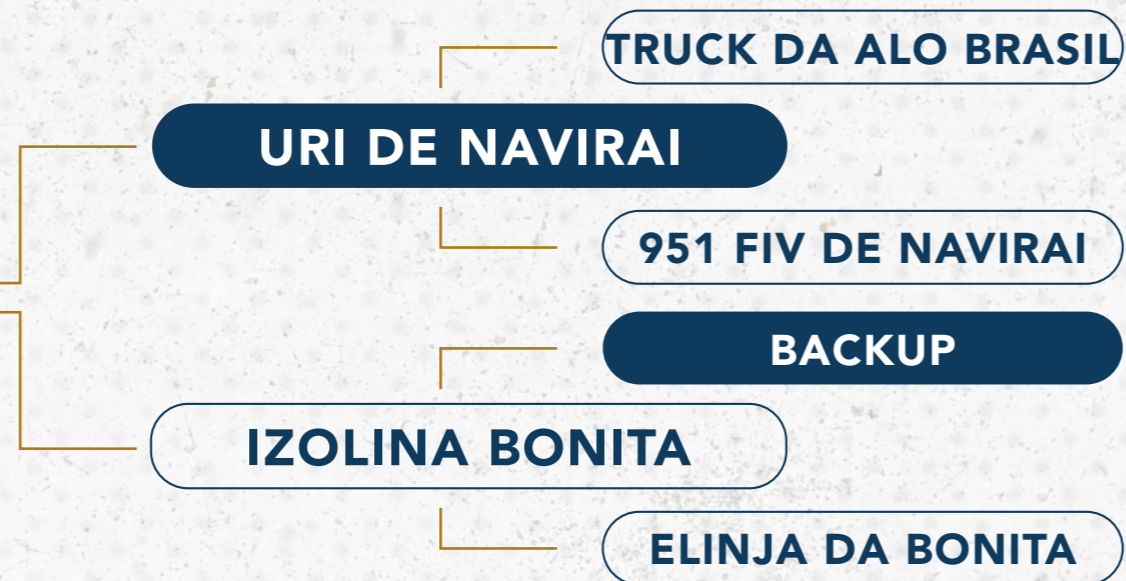 TRUCK DA ALO BRASIL
URI DE NAVIRAI
951 FIV DE NAVIRAI
BACKUP
IZOLINA BONITA
ELINJA DA BONITA